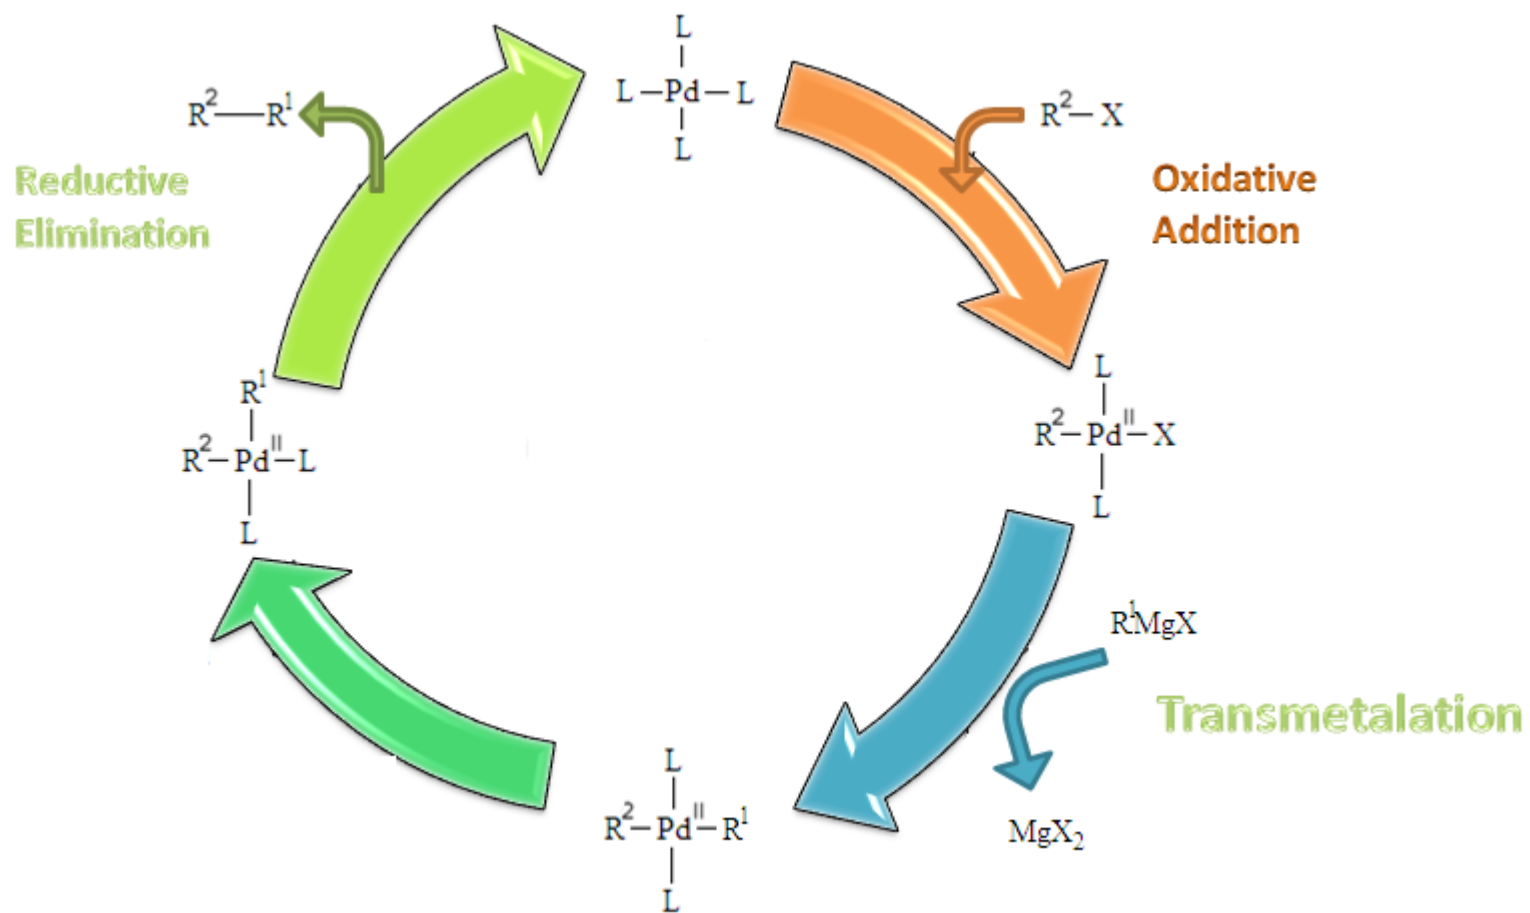 L
L–Pd–L
L
L
R²—R¹
R²–X
Reductive
Elimination
Oxidative
Addition
R¹
R²–Pdᴵᴵ–L
L
L
R²–Pdᴵᴵ–X
L
R¹MgX
Transmetalation
MgX₂
L
R²–Pdᴵᴵ–R¹
L